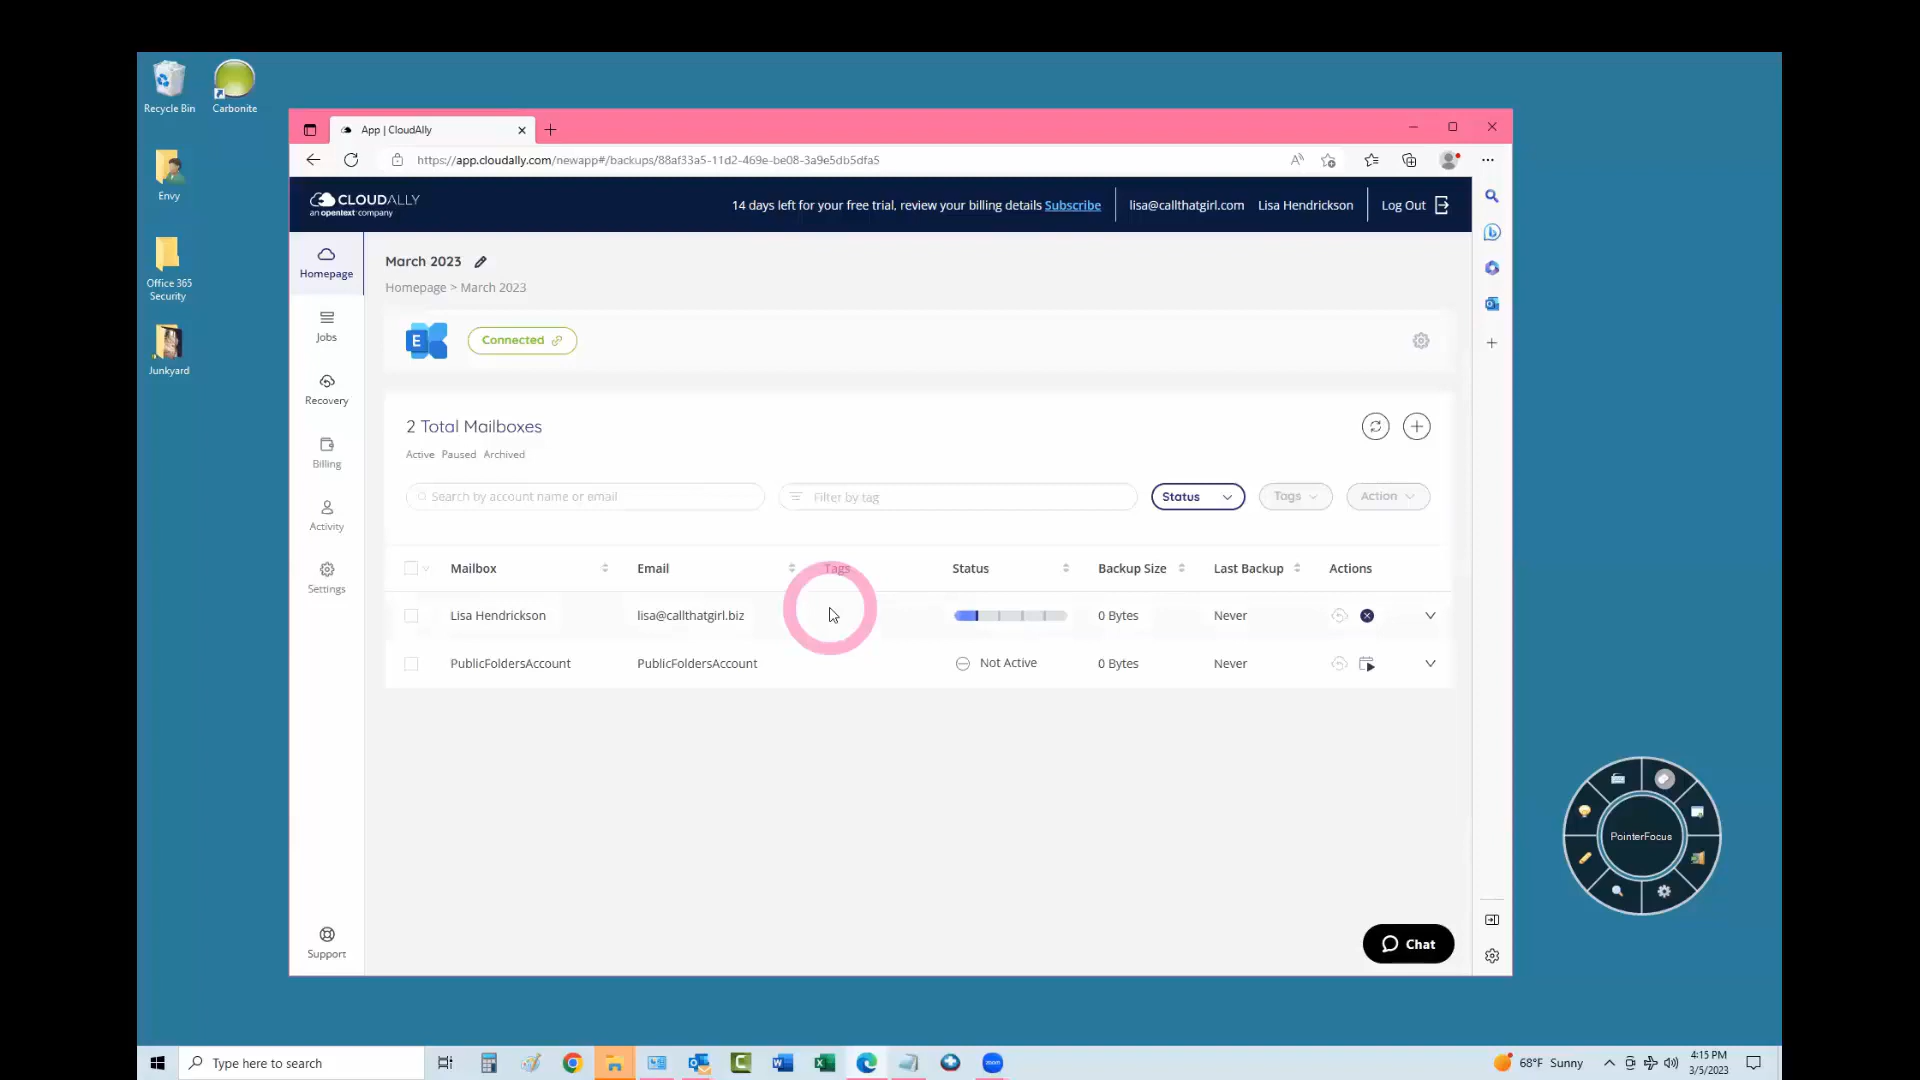 Recycle Bin
Carbonite
Envy
Office 365
Security
Junkyard
App | CloudAlly
https://app.cloudally.com/newapp#/backups/88af33a5-11d2-469e-be08-3a9e5db5dfa5
CLOUDALLY
an opentext company
14 days left for your free trial, review your billing details Subscribe
lisa@callthatgirl.com
Lisa Hendrickson
Log Out
Homepage
Jobs
Recovery
Billing
Activity
Settings
Support
March 2023
Homepage > March 2023
E
Connected
2 Total Mailboxes
Active Paused Archived
Search by account name or email
Filter by tag
Status
Tags
Action
Mailbox Email Tags Status Backup Size Last Backup Actions
Lisa Hendrickson lisa@callthatgirl.biz 0 Bytes Never
PublicFoldersAccount PublicFoldersAccount Not Active 0 Bytes Never
Chat
PointerFocus
Type here to search
68°F Sunny
4:15 PM
3/5/2023